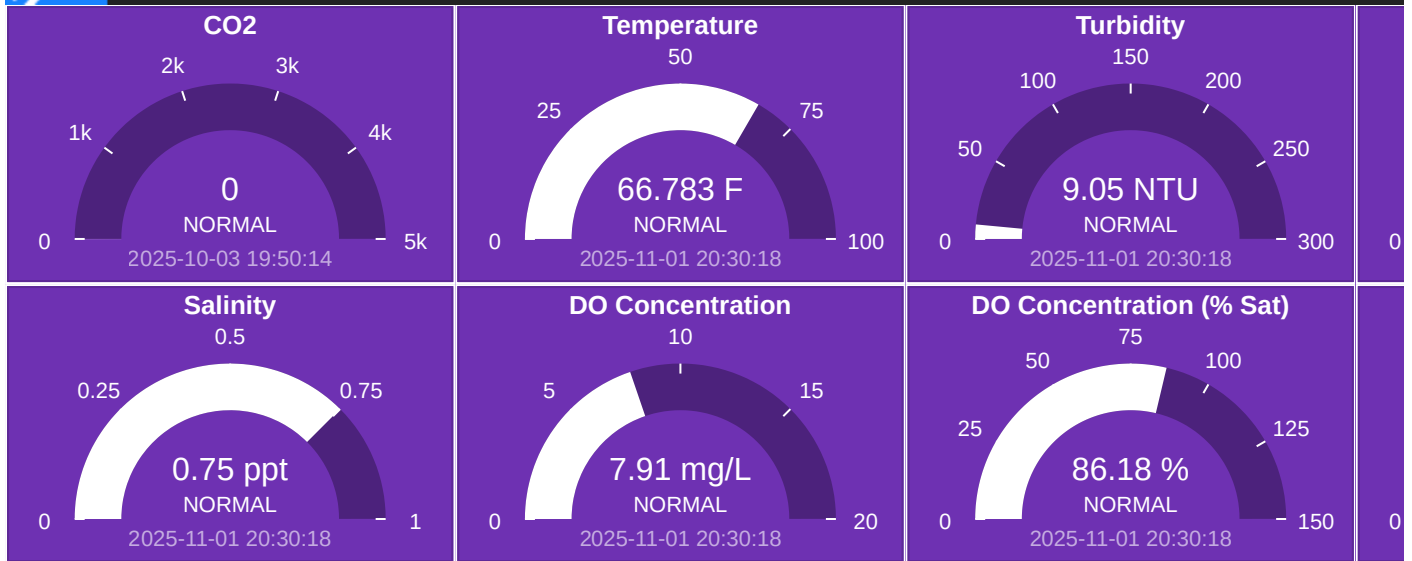 CO2
0
1k
2k
3k
4k
5k
0
NORMAL
2025-10-03 19:50:14
Temperature
0
25
50
75
100
66.783 F
NORMAL
2025-11-01 20:30:18
Turbidity
0
50
100
150
200
250
300
9.05 NTU
NORMAL
2025-11-01 20:30:18
0
Salinity
0
0.25
0.5
0.75
1
0.75 ppt
NORMAL
2025-11-01 20:30:18
DO Concentration
0
5
10
15
20
7.91 mg/L
NORMAL
2025-11-01 20:30:18
DO Concentration (% Sat)
0
25
50
75
100
125
150
86.18 %
NORMAL
2025-11-01 20:30:18
0